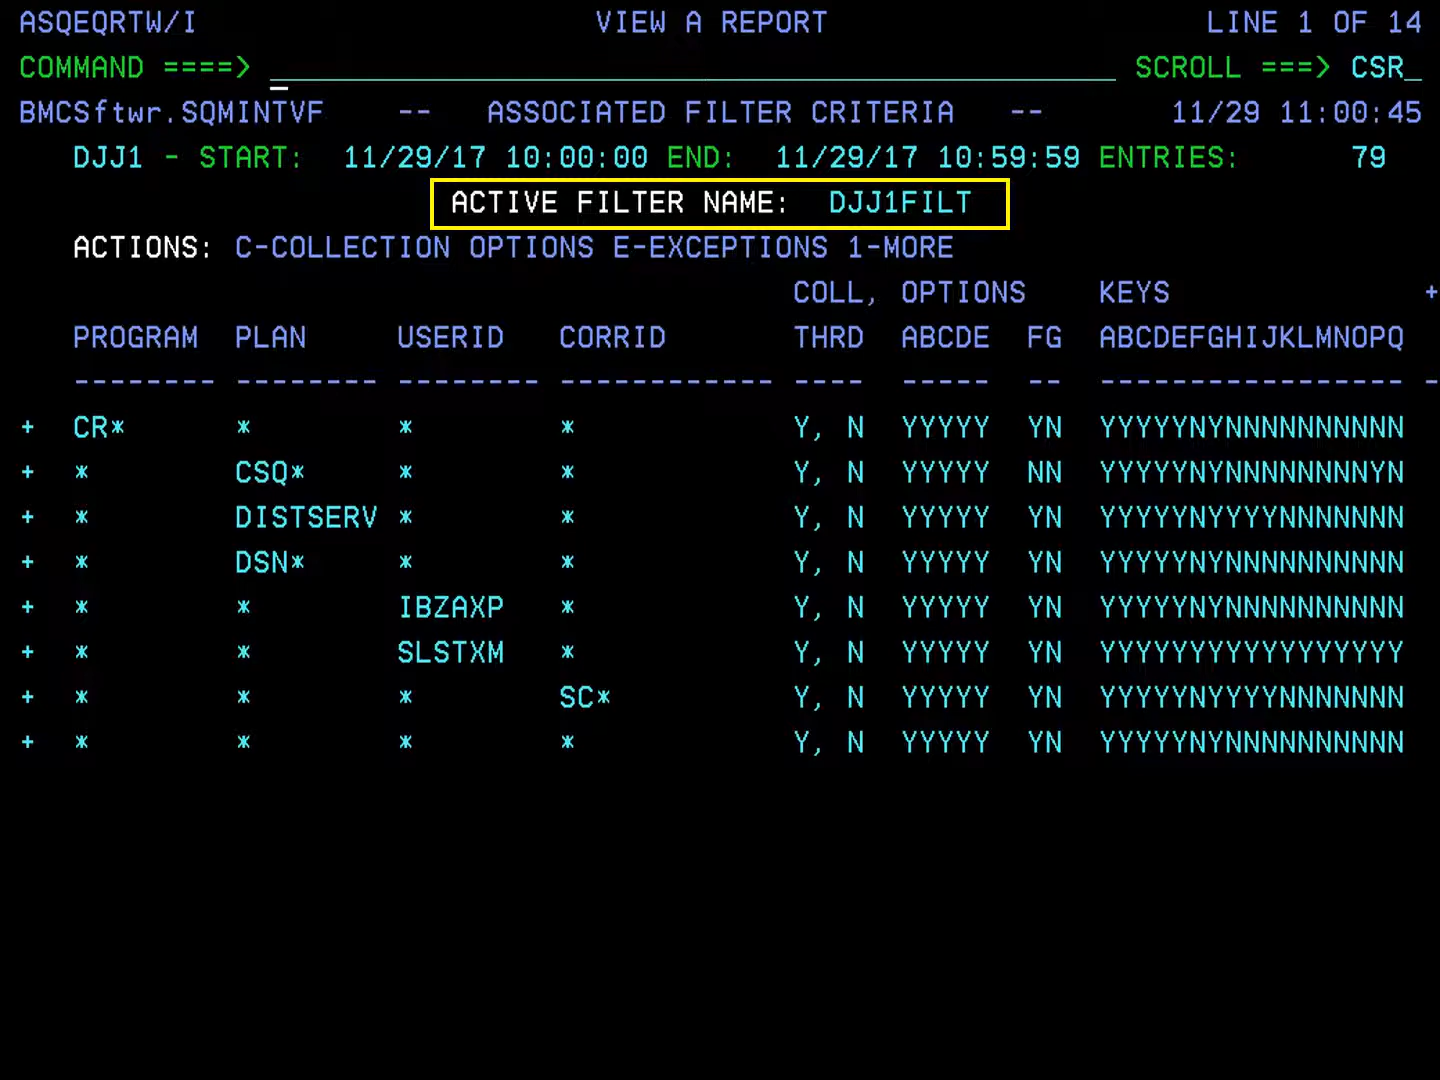 ASQEQRTW/I VIEW A REPORT LINE 1 OF 14
COMMAND ====> SCROLL ===> CSR_
BMCSftwr.SQMINTVF -- ASSOCIATED FILTER CRITERIA -- 11/29 11:00:45
DJJ1 - START: 11/29/17 10:00:00 END: 11/29/17 10:59:59 ENTRIES: 79
ACTIVE FILTER NAME: DJJ1FILT
ACTIONS: C-COLLECTION OPTIONS E-EXCEPTIONS 1-MORE
COLL, OPTIONS KEYS +
PROGRAM PLAN USERID CORRID THRD ABCDE FG ABCDEFGHIJKLMNOPQ
-------- -------- -------- ------------ ---- ----- -- ----------------- -
+ CR* * * * Y, N YYYYY YN YYYYYNYNNNNNNNNNN
+ * CSQ* * * Y, N YYYYY NN YYYYYNYNNNNNNNNYN
+ * DISTSERV * * Y, N YYYYY YN YYYYYNYYYYNNNNNNN
+ * DSN* * * Y, N YYYYY YN YYYYYNYNNNNNNNNNN
+ * * IBZAXP * Y, N YYYYY YN YYYYYNYNNNNNNNNNN
+ * * SLSTXM * Y, N YYYYY YN YYYYYYYYYYYYYYYYY
+ * * * SC* Y, N YYYYY YN YYYYYNYYYYNNNNNNN
+ * * * * Y, N YYYYY YN YYYYYNYNNNNNNNNNN